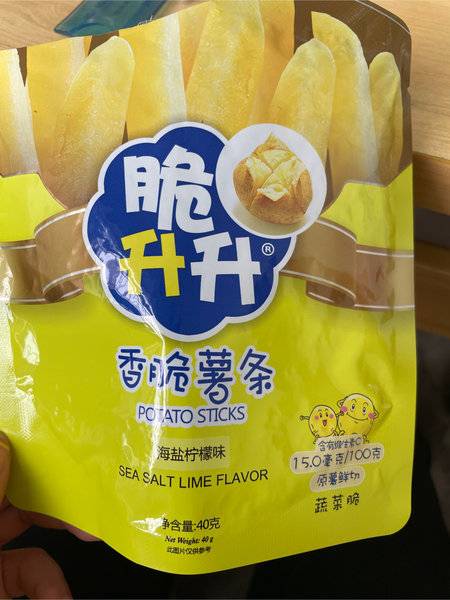 脆
升升®
香脆薯条
POTATO STICKS
海盐柠檬味
SEA SALT LIME FLAVOR
净含量:40克
Net Weight: 40 g
此图片仅供参考
含有维生素C
15.0毫克/100克
原薯鲜切
蔬菜脆